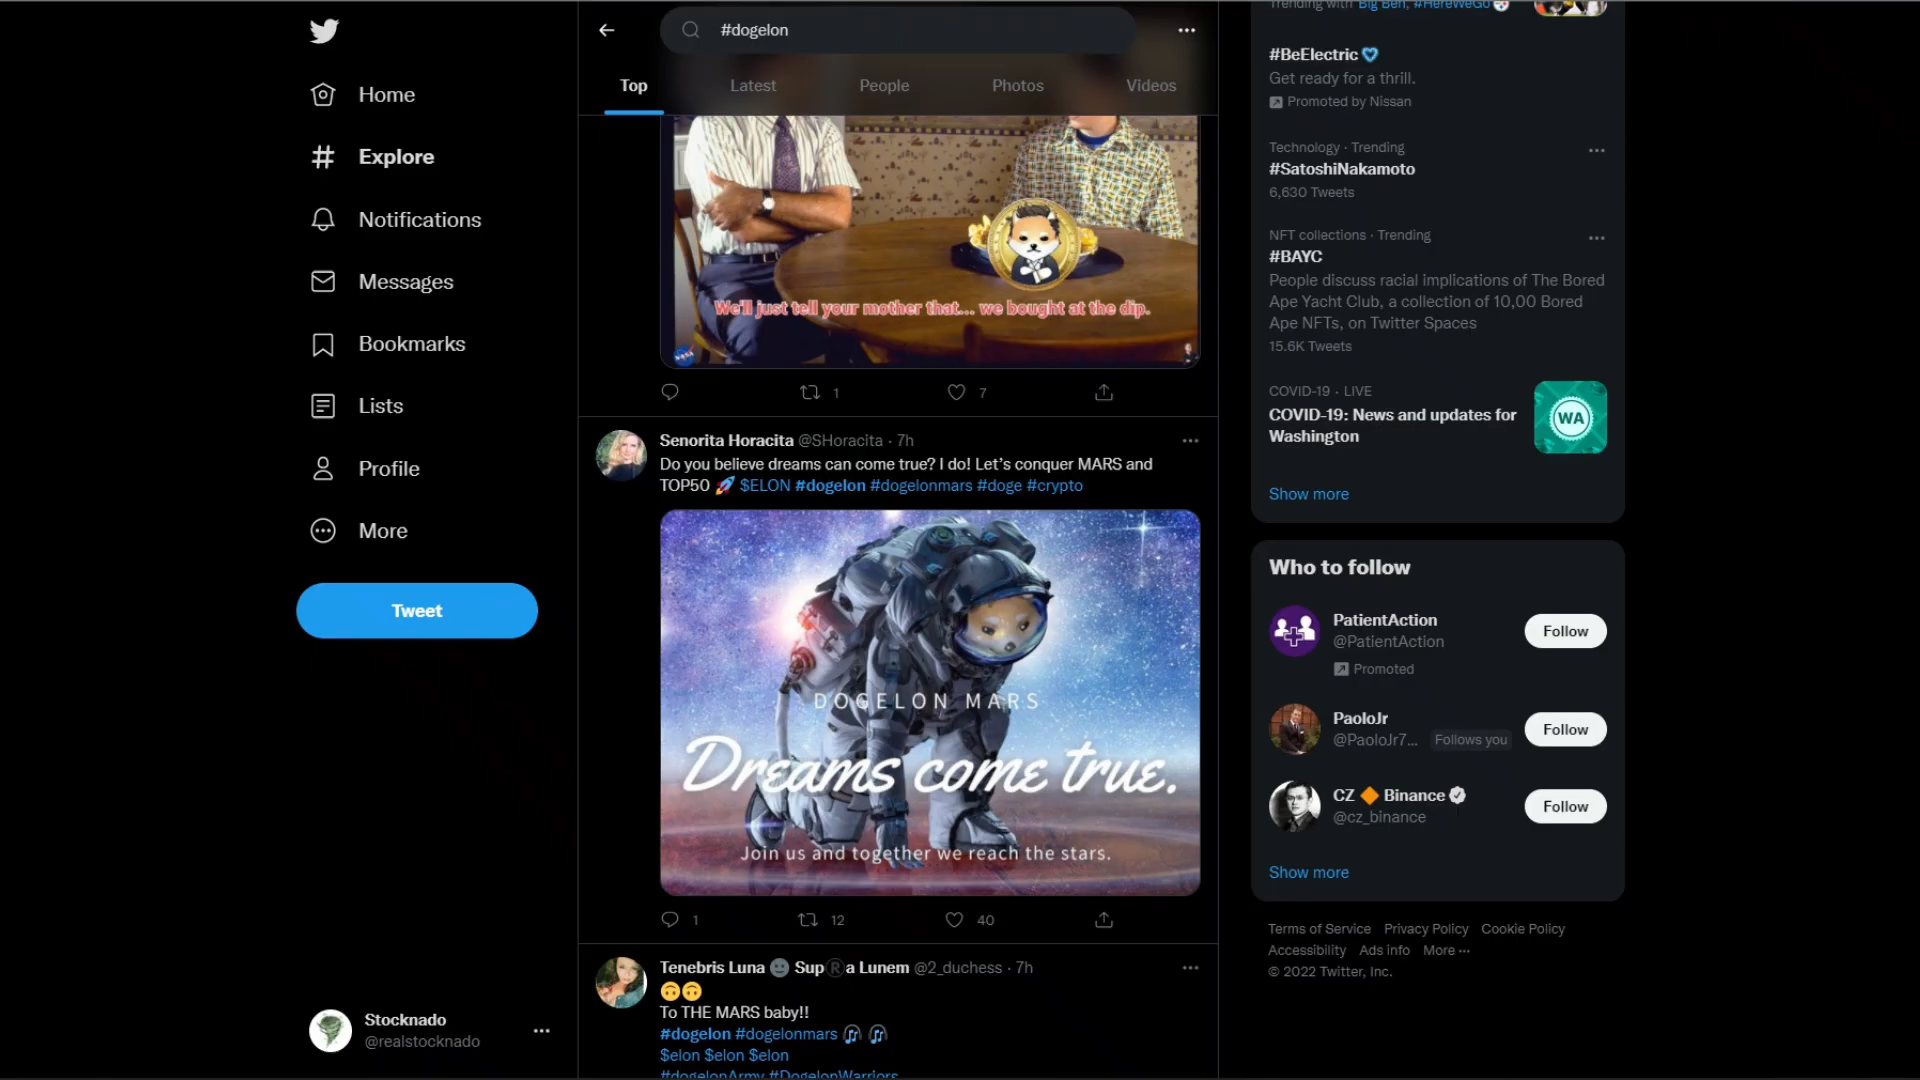 Home
Explore
Notifications
Messages
Bookmarks
Lists
Profile
More
Tweet
Stocknado
@realstocknado
#dogelon
Top
Latest
People
Photos
Videos
NASA
We'll just tell your mother that... we bought at the dip.
1
7
Senorita Horacita @SHoracita · 7h
Do you believe dreams can come true? I do! Let's conquer MARS and
TOP50 🚀 $ELON #dogelon #dogelonmars #doge #crypto
DOGELON MARS
Dreams come true.
Join us and together we reach the stars.
1
12
40
Tenebris Luna 🌚 Sup®️a Lunem @2_duchess · 7h
🙃🙃
To THE MARS baby!!
#dogelon #dogelonmars 🎧 🎧
$elon $elon $elon
#dogelonArmy #DogelonWarriors
Trending with Big Ben, #HereWeGo
#BeElectric
Get ready for a thrill.
Promoted by Nissan
Technology · Trending
#SatoshiNakamoto
6,630 Tweets
NFT collections · Trending
#BAYC
People discuss racial implications of The Bored
Ape Yacht Club, a collection of 10,00 Bored
Ape NFTs, on Twitter Spaces
15.6K Tweets
COVID-19 · LIVE
COVID-19: News and updates for
Washington
WA
Show more
Who to follow
PatientAction
@PatientAction
Promoted
Follow
PaoloJr
@PaoloJr7... Follows you
Follow
CZ 🔶 Binance
@cz_binance
Follow
Show more
Terms of Service Privacy Policy Cookie Policy
Accessibility Ads info More ···
© 2022 Twitter, Inc.